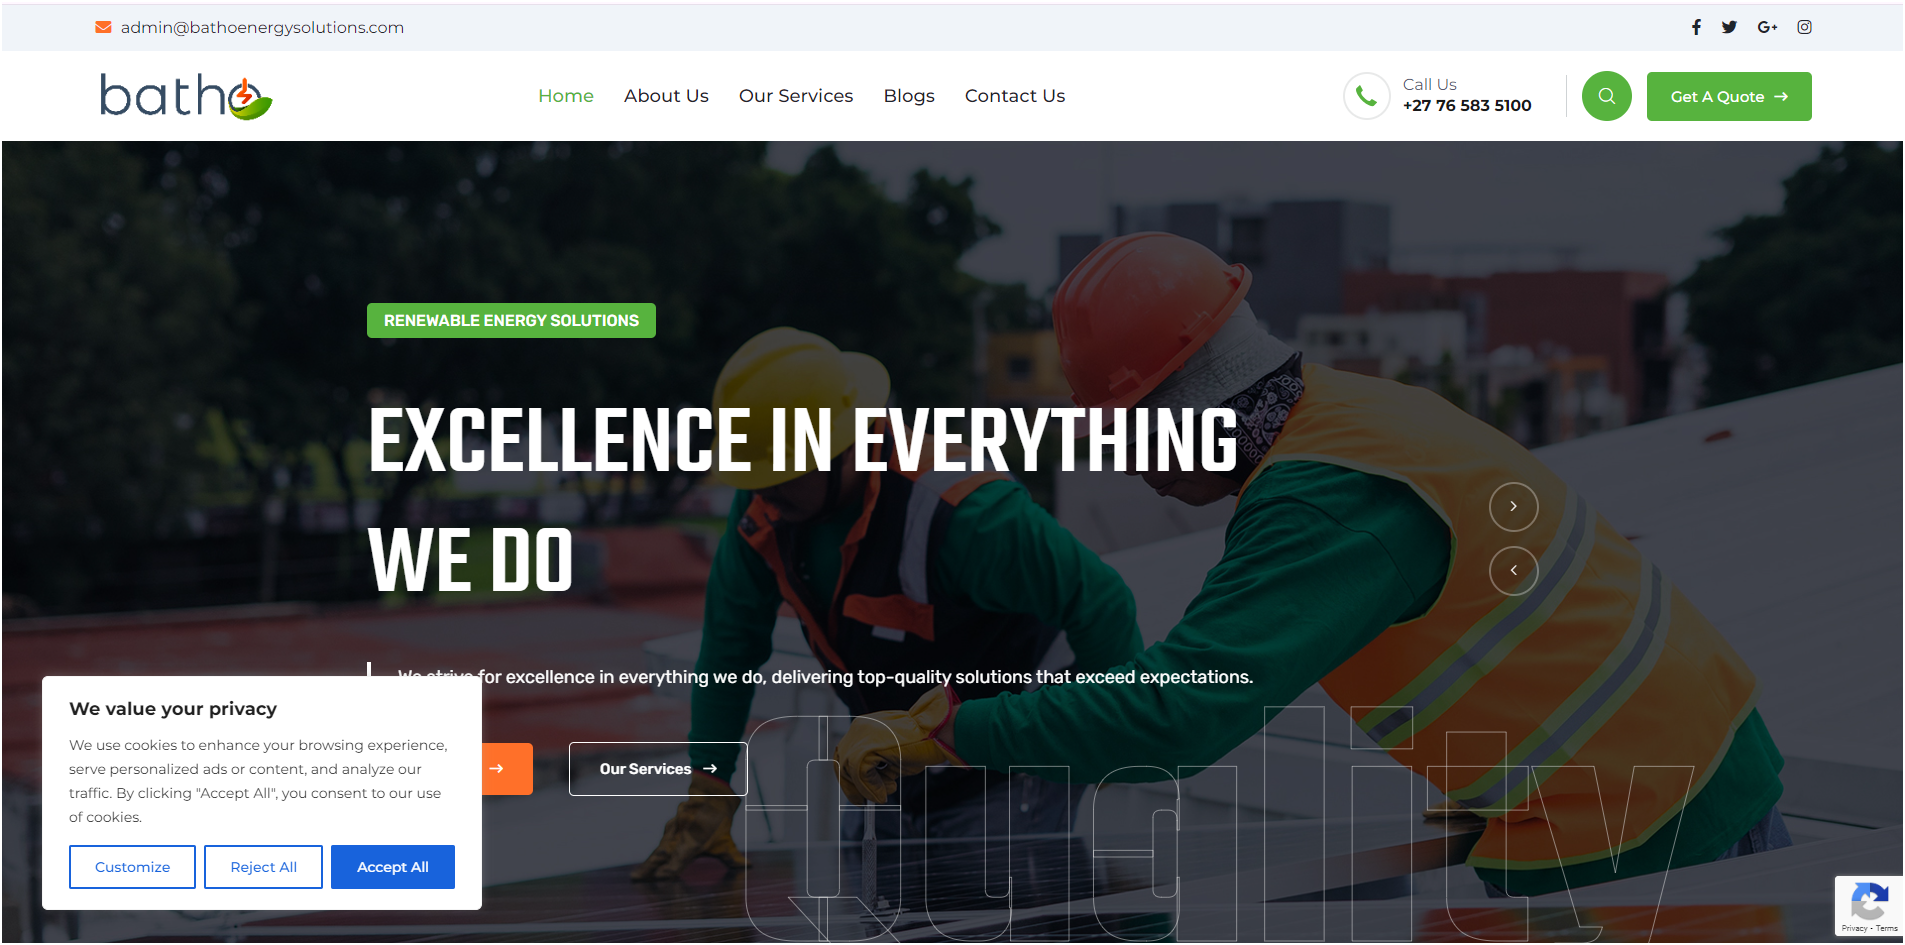 admin@bathoenergysolutions.com
batho
Home
About Us
Our Services
Blogs
Contact Us
Call Us
+27 76 583 5100
Get A Quote
RENEWABLE ENERGY SOLUTIONS
EXCELLENCE IN EVERYTHING
WE DO
We strive for excellence in everything we do, delivering top-quality solutions that exceed expectations.
Our Services
Quality
We value your privacy
We use cookies to enhance your browsing experience,
serve personalized ads or content, and analyze our
traffic. By clicking "Accept All", you consent to our use
of cookies.
Customize
Reject All
Accept All
Privacy - Terms